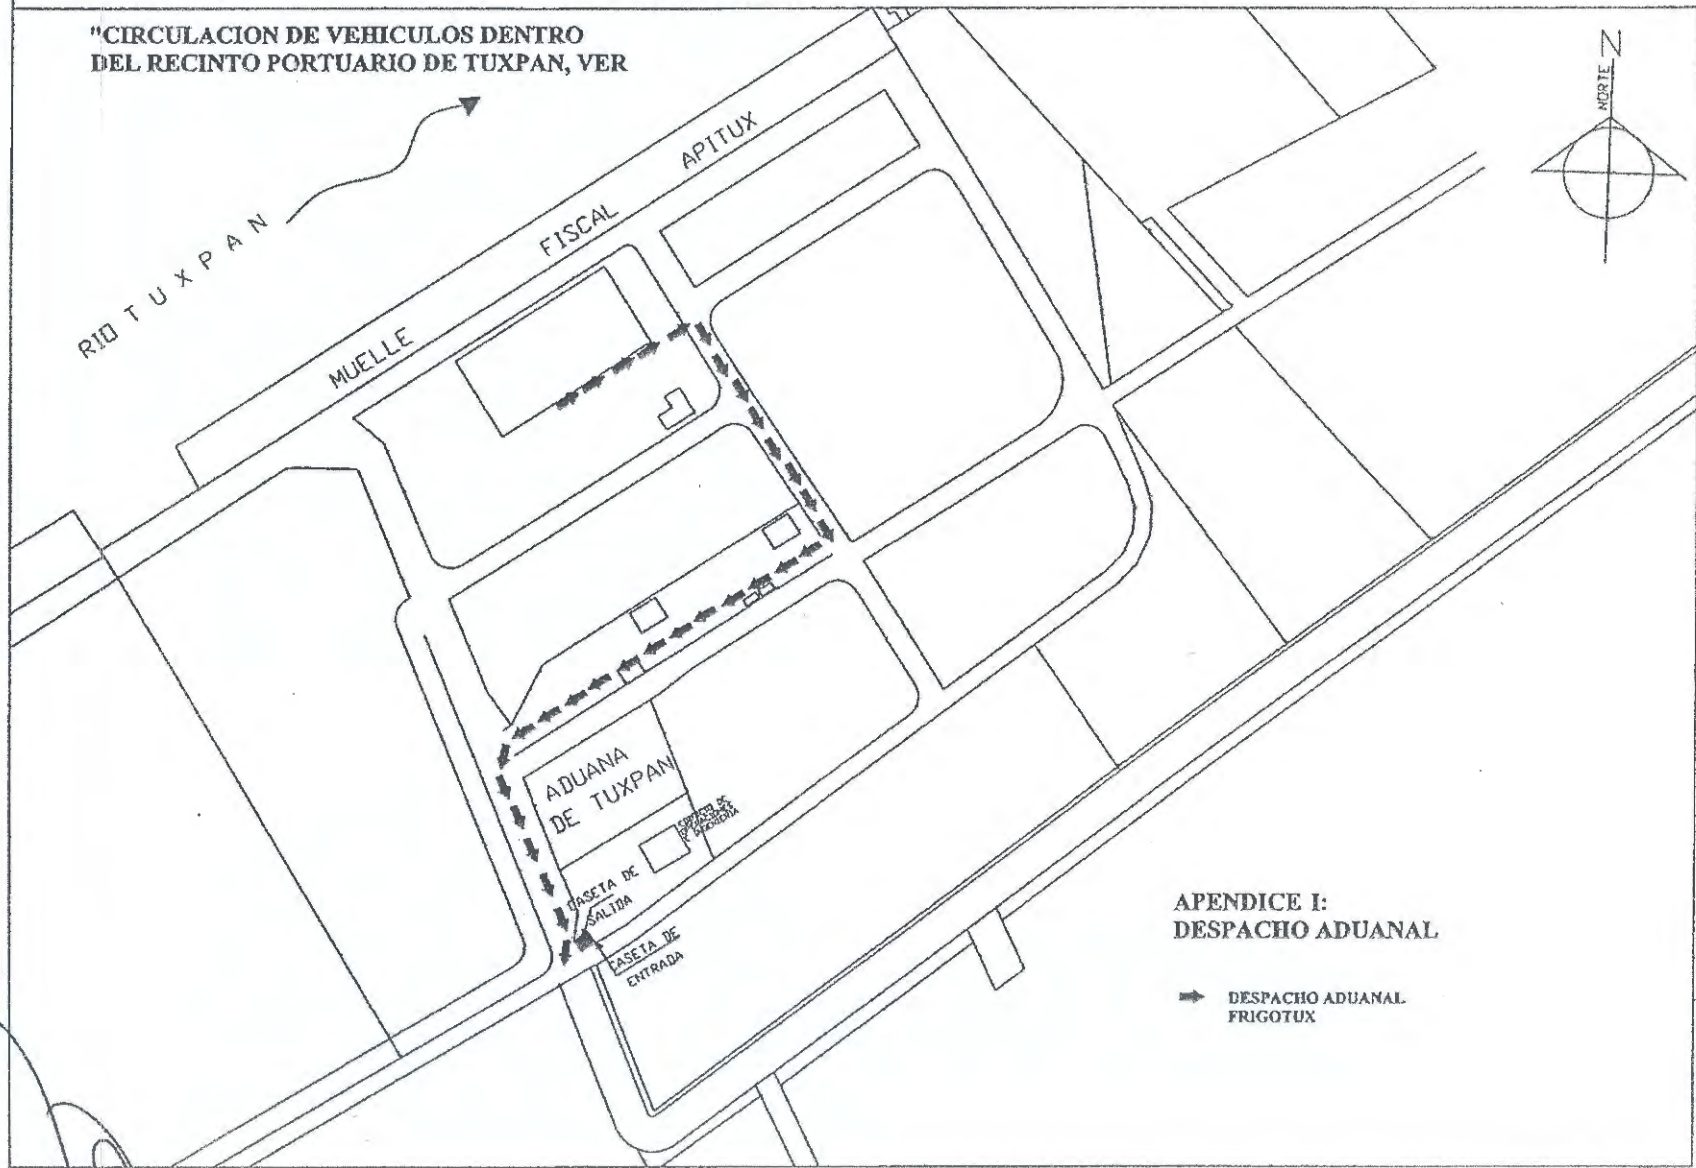 "CIRCULACION DE VEHICULOS DENTRO
DEL RECINTO PORTUARIO DE TUXPAN, VER
N
NORTE
RIO TUXPAN
MUELLE FISCAL APITUX
ADUANA
DE TUXPAN
CASETA DE
SALIDA
CASETA DE
ENTRADA
APENDICE I:
DESPACHO ADUANAL
DESPACHO ADUANAL
FRIGOTUX